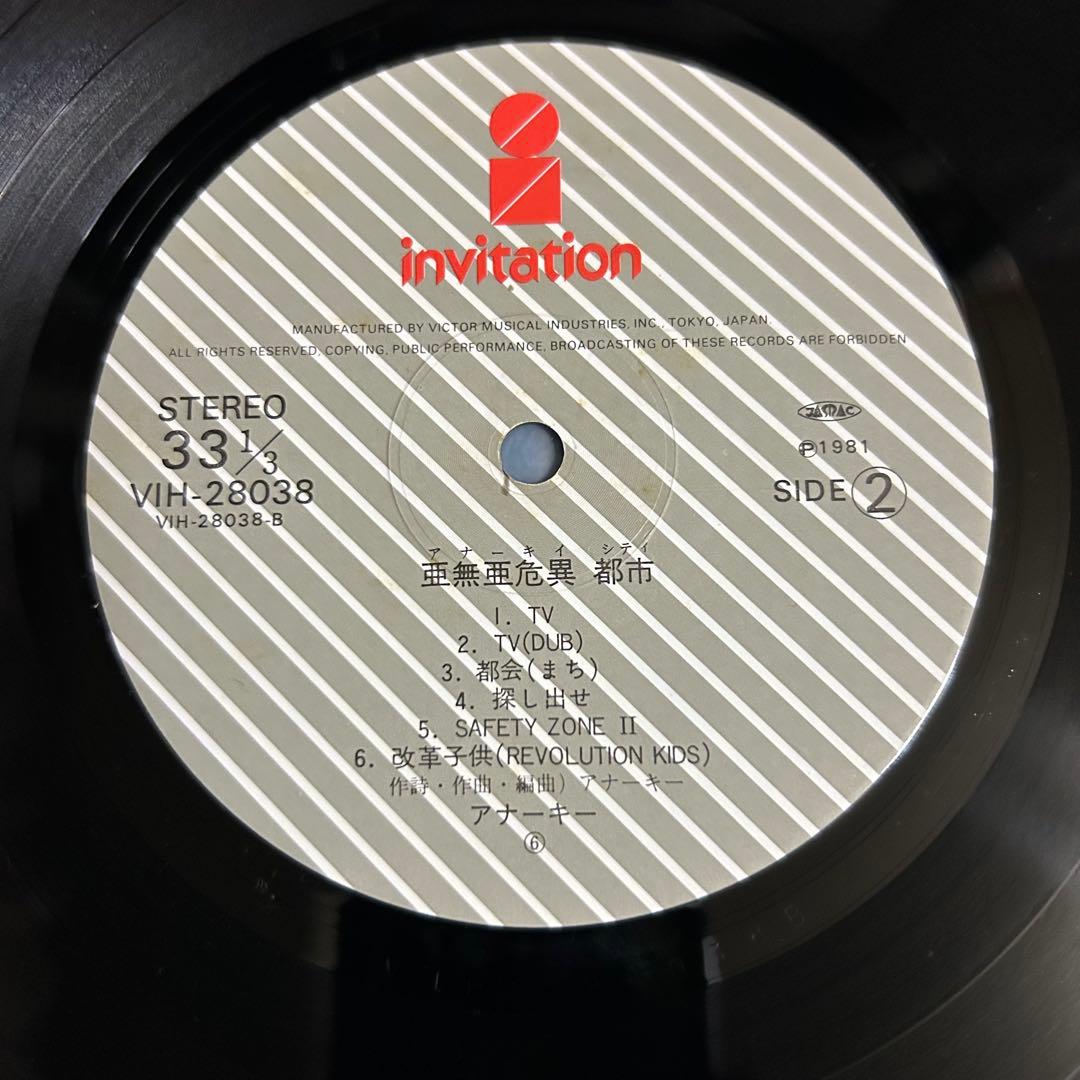 invitation
MANUFACTURED BY VICTOR MUSICAL INDUSTRIES, INC., TOKYO, JAPAN.
ALL RIGHTS RESERVED, COPYING, PUBLIC PERFORMANCE, BROADCASTING OF THESE RECORDS ARE FORBIDDEN
STEREO
33 1/3
VIH-28038
VIH-28038-B
JASRAC
Ⓟ1981
SIDE ②
アナーキイ シティ
亜無亜危異 都市
1. TV
2. TV(DUB)
3. 都会(まち)
4. 探し出せ
5. SAFETY ZONE II
6. 改革子供(REVOLUTION KIDS)
作詩・作曲・編曲) アナーキー
アナーキー
⑥